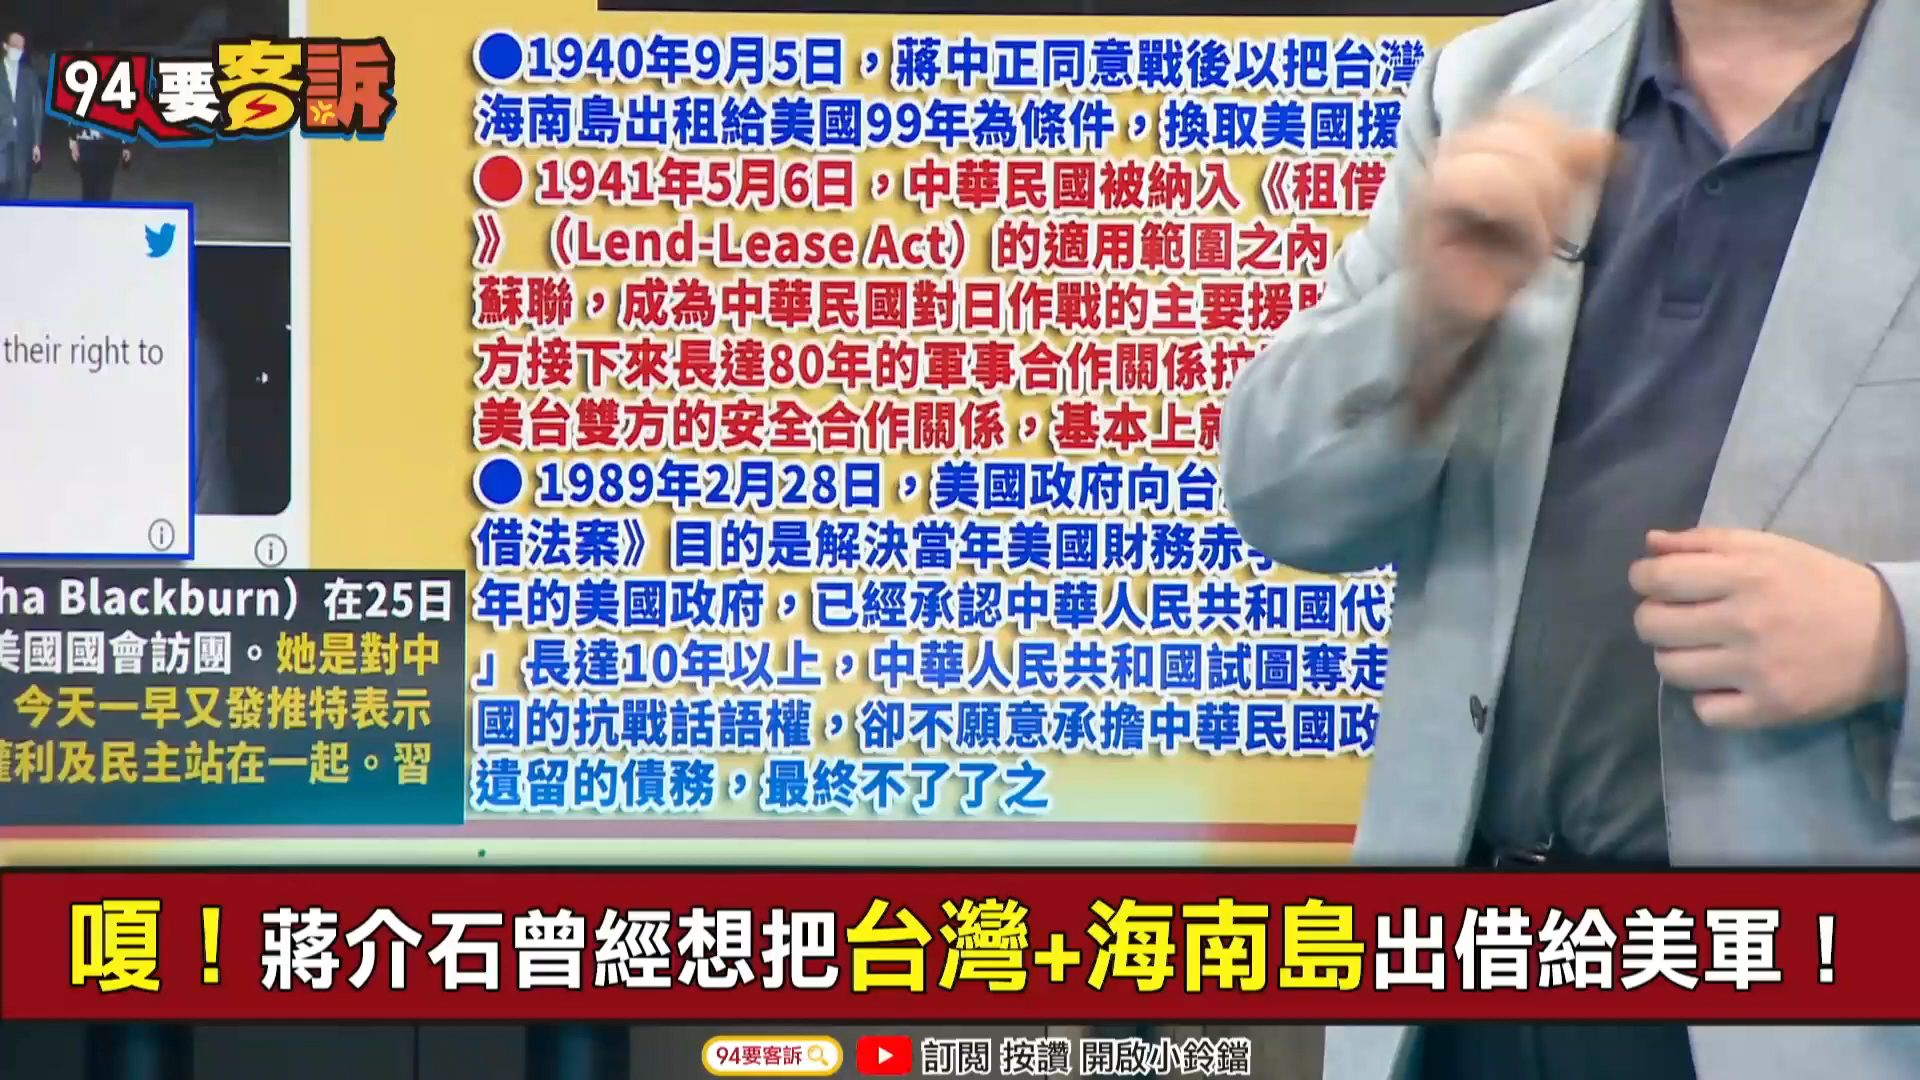 94要客訴
●1940年9月5日，蔣中正同意戰後以把台灣
海南島出租給美國99年為條件，換取美國援
●1941年5月6日，中華民國被納入《租借
》（Lend-Lease Act）的適用範圍之內
蘇聯，成為中華民國對日作戰的主要援
方接下來長達80年的軍事合作關係拉
美台雙方的安全合作關係，基本上
●1989年2月28日，美國政府向台
借法案》目的是解決當年美國財務赤
年的美國政府，已經承認中華人民共和國代
」長達10年以上，中華人民共和國試圖奪走
國的抗戰話語權，卻不願意承擔中華民國政
遺留的債務，最終不了了之
their right to
ha Blackburn）在25日
美國國會訪團。她是對中
今天一早又發推特表示
權利及民主站在一起。習
嗄！蔣介石曾經想把台灣+海南島出借給美軍！
94要客訴
訂閱 按讚 開啟小鈴鐺